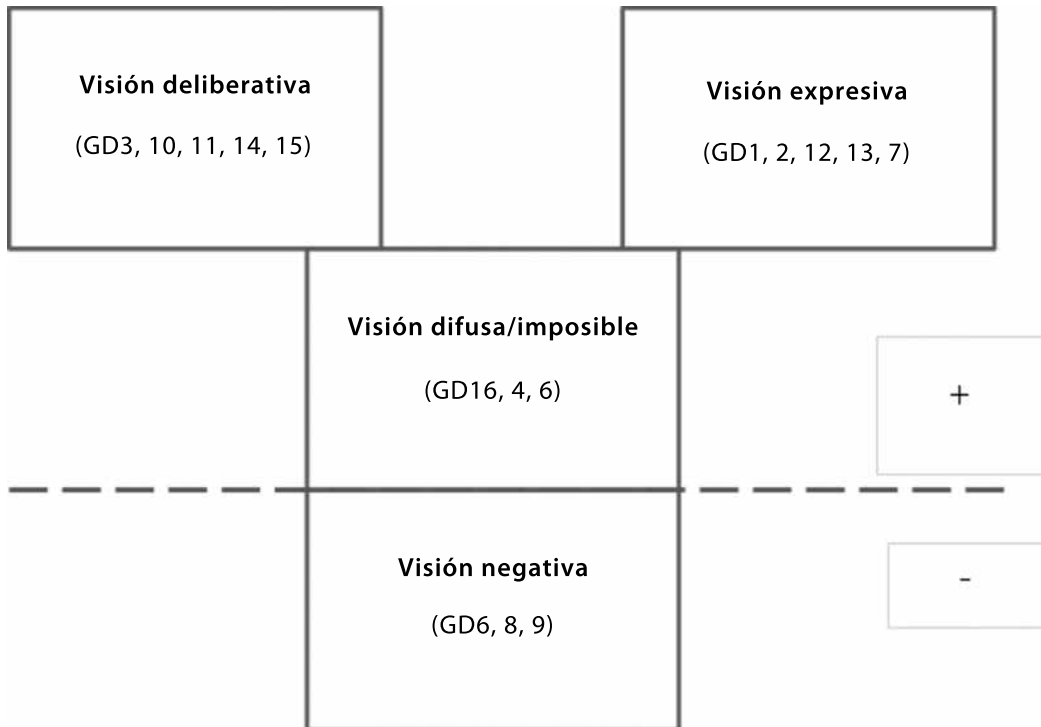 Visión deliberativa
(GD3, 10, 11, 14, 15)
Visión expresiva
(GD1, 2, 12, 13, 7)
Visión difusa/imposible
(GD16, 4, 6)
+
Visión negativa
(GD6, 8, 9)
-